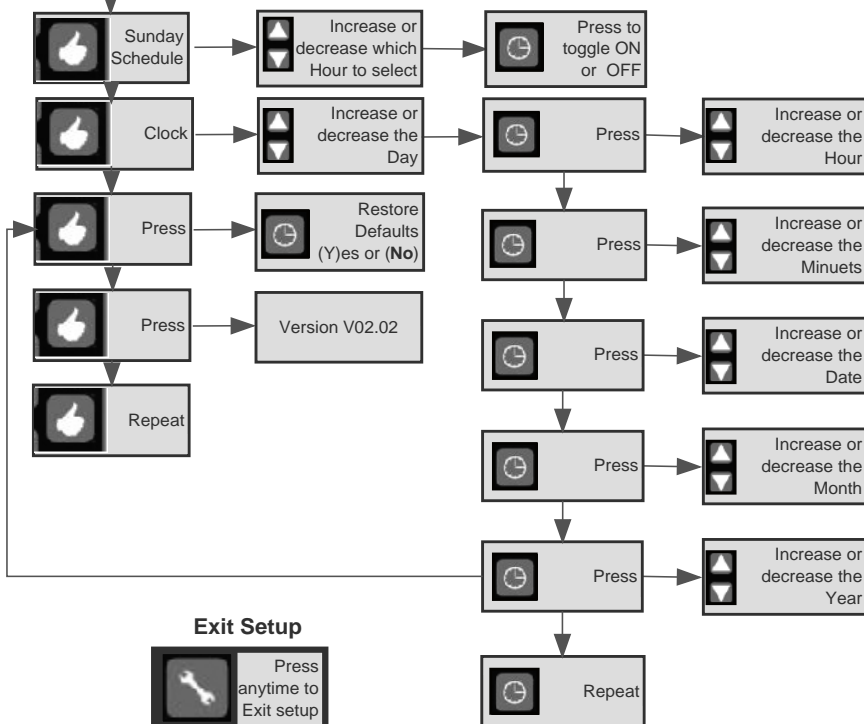 Sunday
Schedule
Increase or
decrease which
Hour to select
Press to
toggle ON
or OFF
Clock
Increase or
decrease the
Day
Press
Increase or
decrease the
Hour
Press
Restore
Defaults
(Y)es or (No)
Press
Increase or
decrease the
Minuets
Press
Version V02.02
Press
Increase or
decrease the
Date
Repeat
Press
Increase or
decrease the
Month
Press
Increase or
decrease the
Year
Exit Setup
Press
anytime to
Exit setup
Repeat